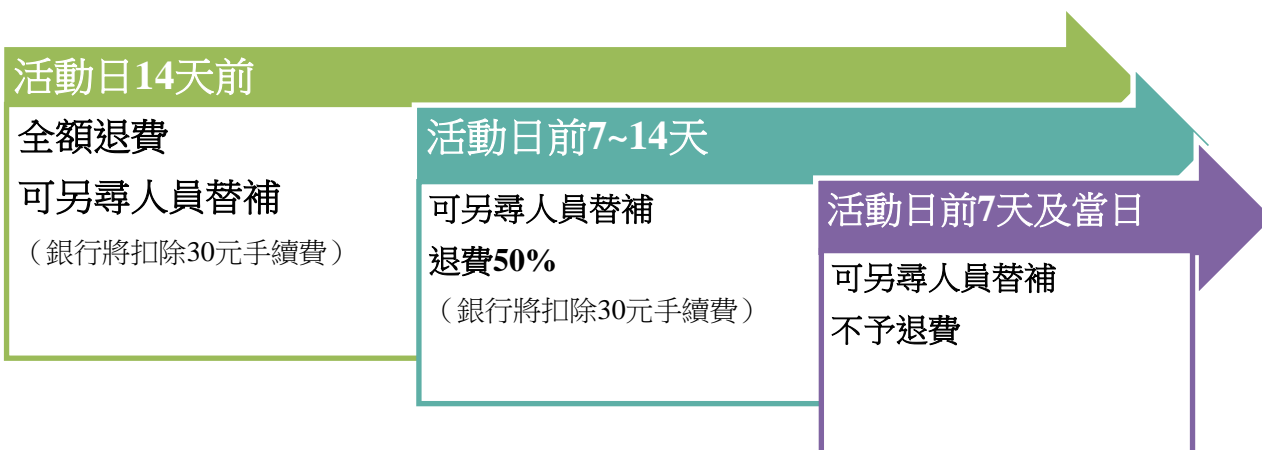 活動日14天前
全額退費
可另尋人員替補
（銀行將扣除30元手續費）
活動日前7~14天
可另尋人員替補
退費50%
（銀行將扣除30元手續費）
活動日前7天及當日
可另尋人員替補
不予退費